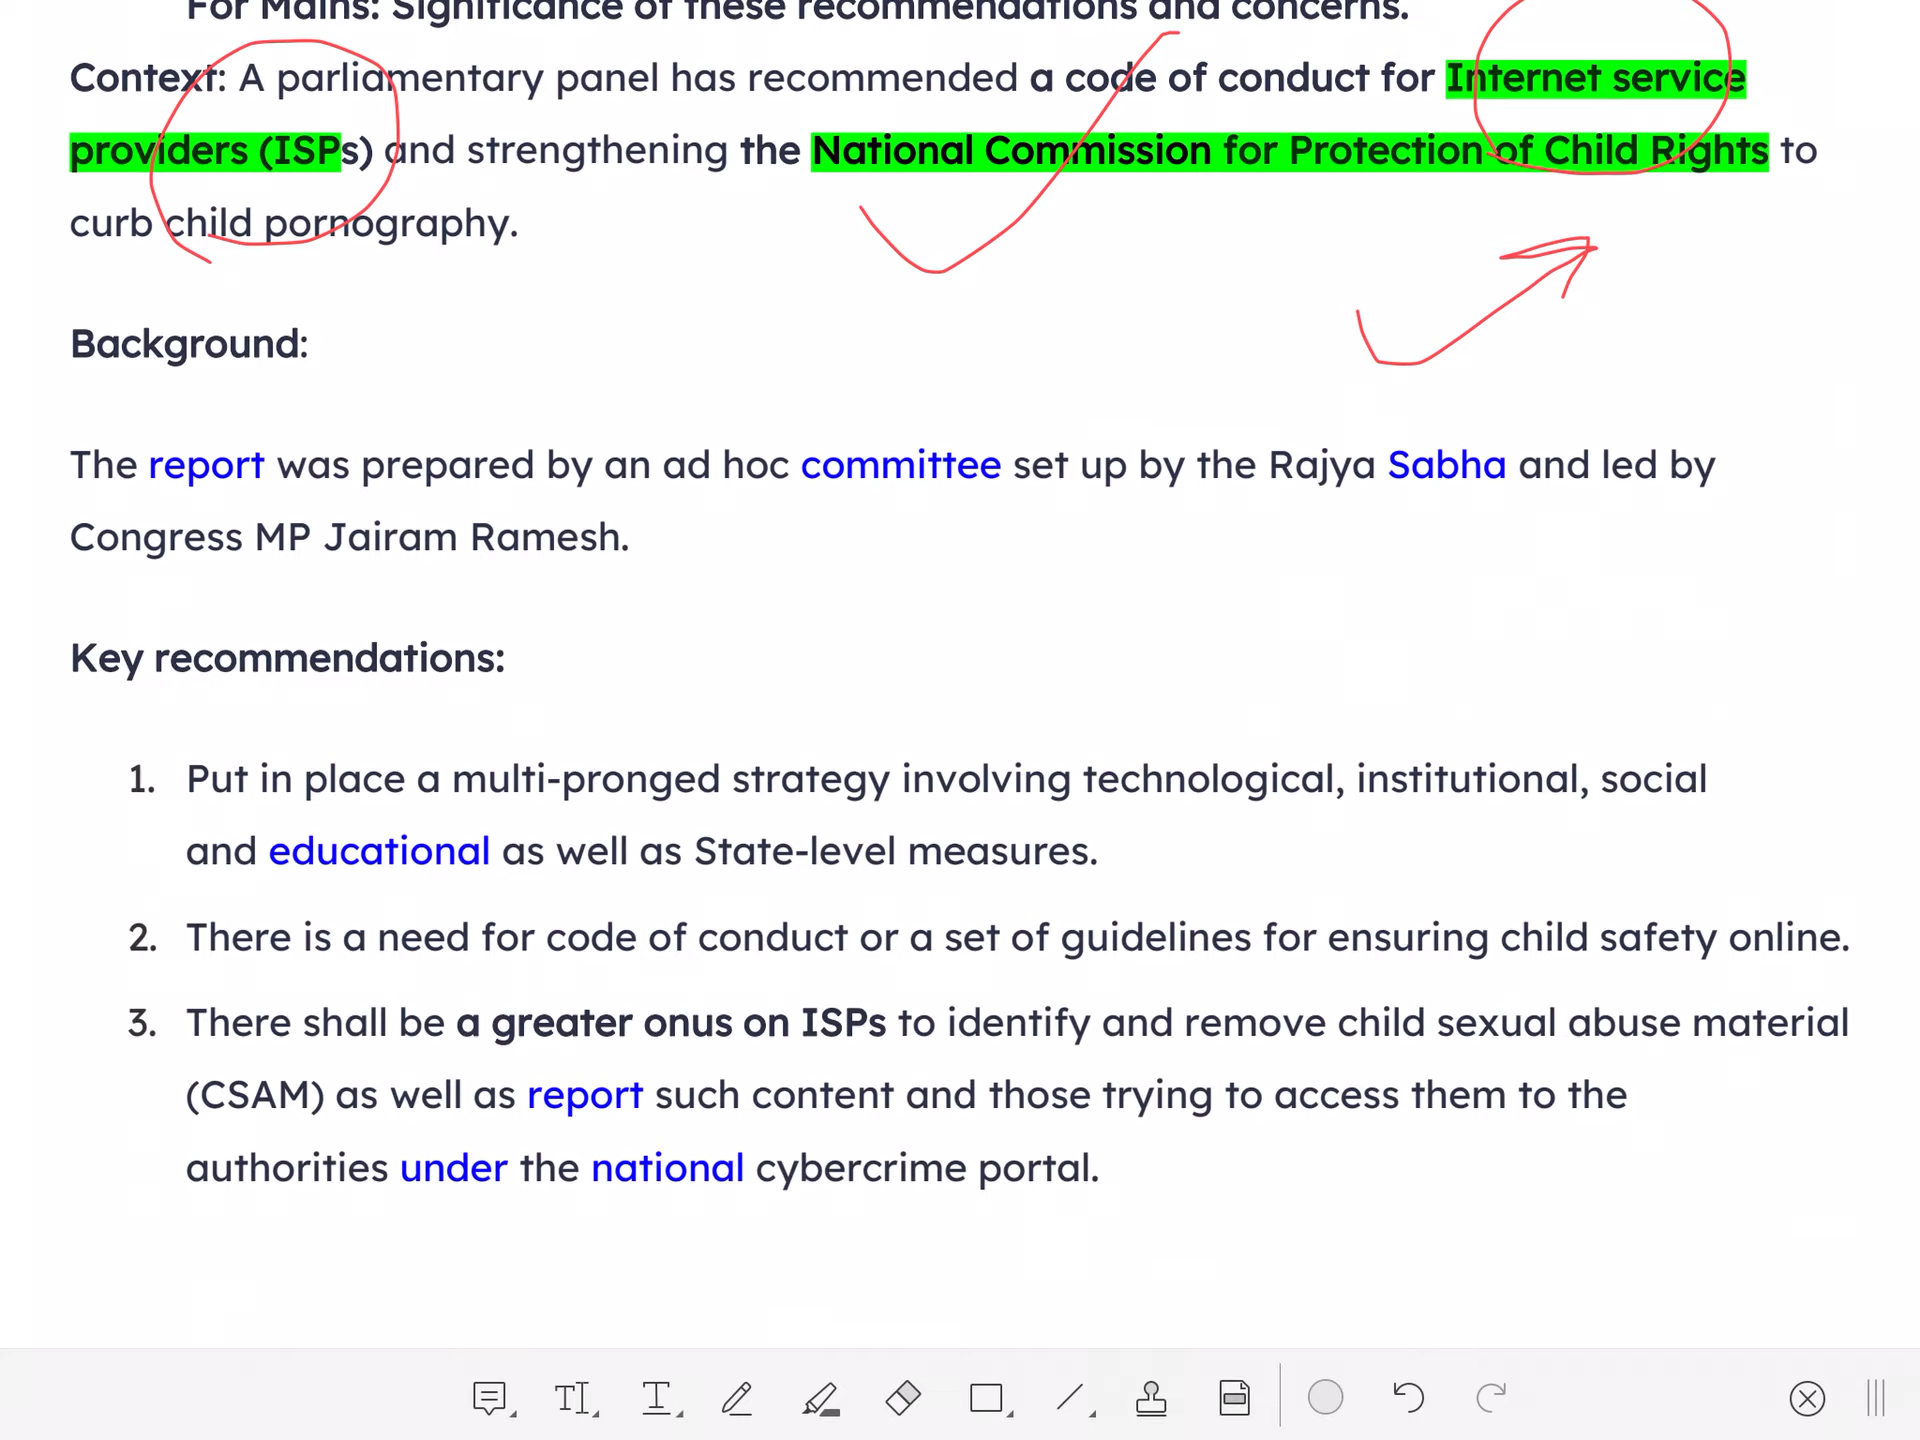 For Mains: Significance of these recommendations and concerns.
Context: A parliamentary panel has recommended a code of conduct for Internet service
providers (ISPs) and strengthening the National Commission for Protection of Child Rights to
curb child pornography.
Background:
The report was prepared by an ad hoc committee set up by the Rajya Sabha and led by
Congress MP Jairam Ramesh.
Key recommendations:
1. Put in place a multi-pronged strategy involving technological, institutional, social
and educational as well as State-level measures.
2. There is a need for code of conduct or a set of guidelines for ensuring child safety online.
3. There shall be a greater onus on ISPs to identify and remove child sexual abuse material
(CSAM) as well as report such content and those trying to access them to the
authorities under the national cybercrime portal.